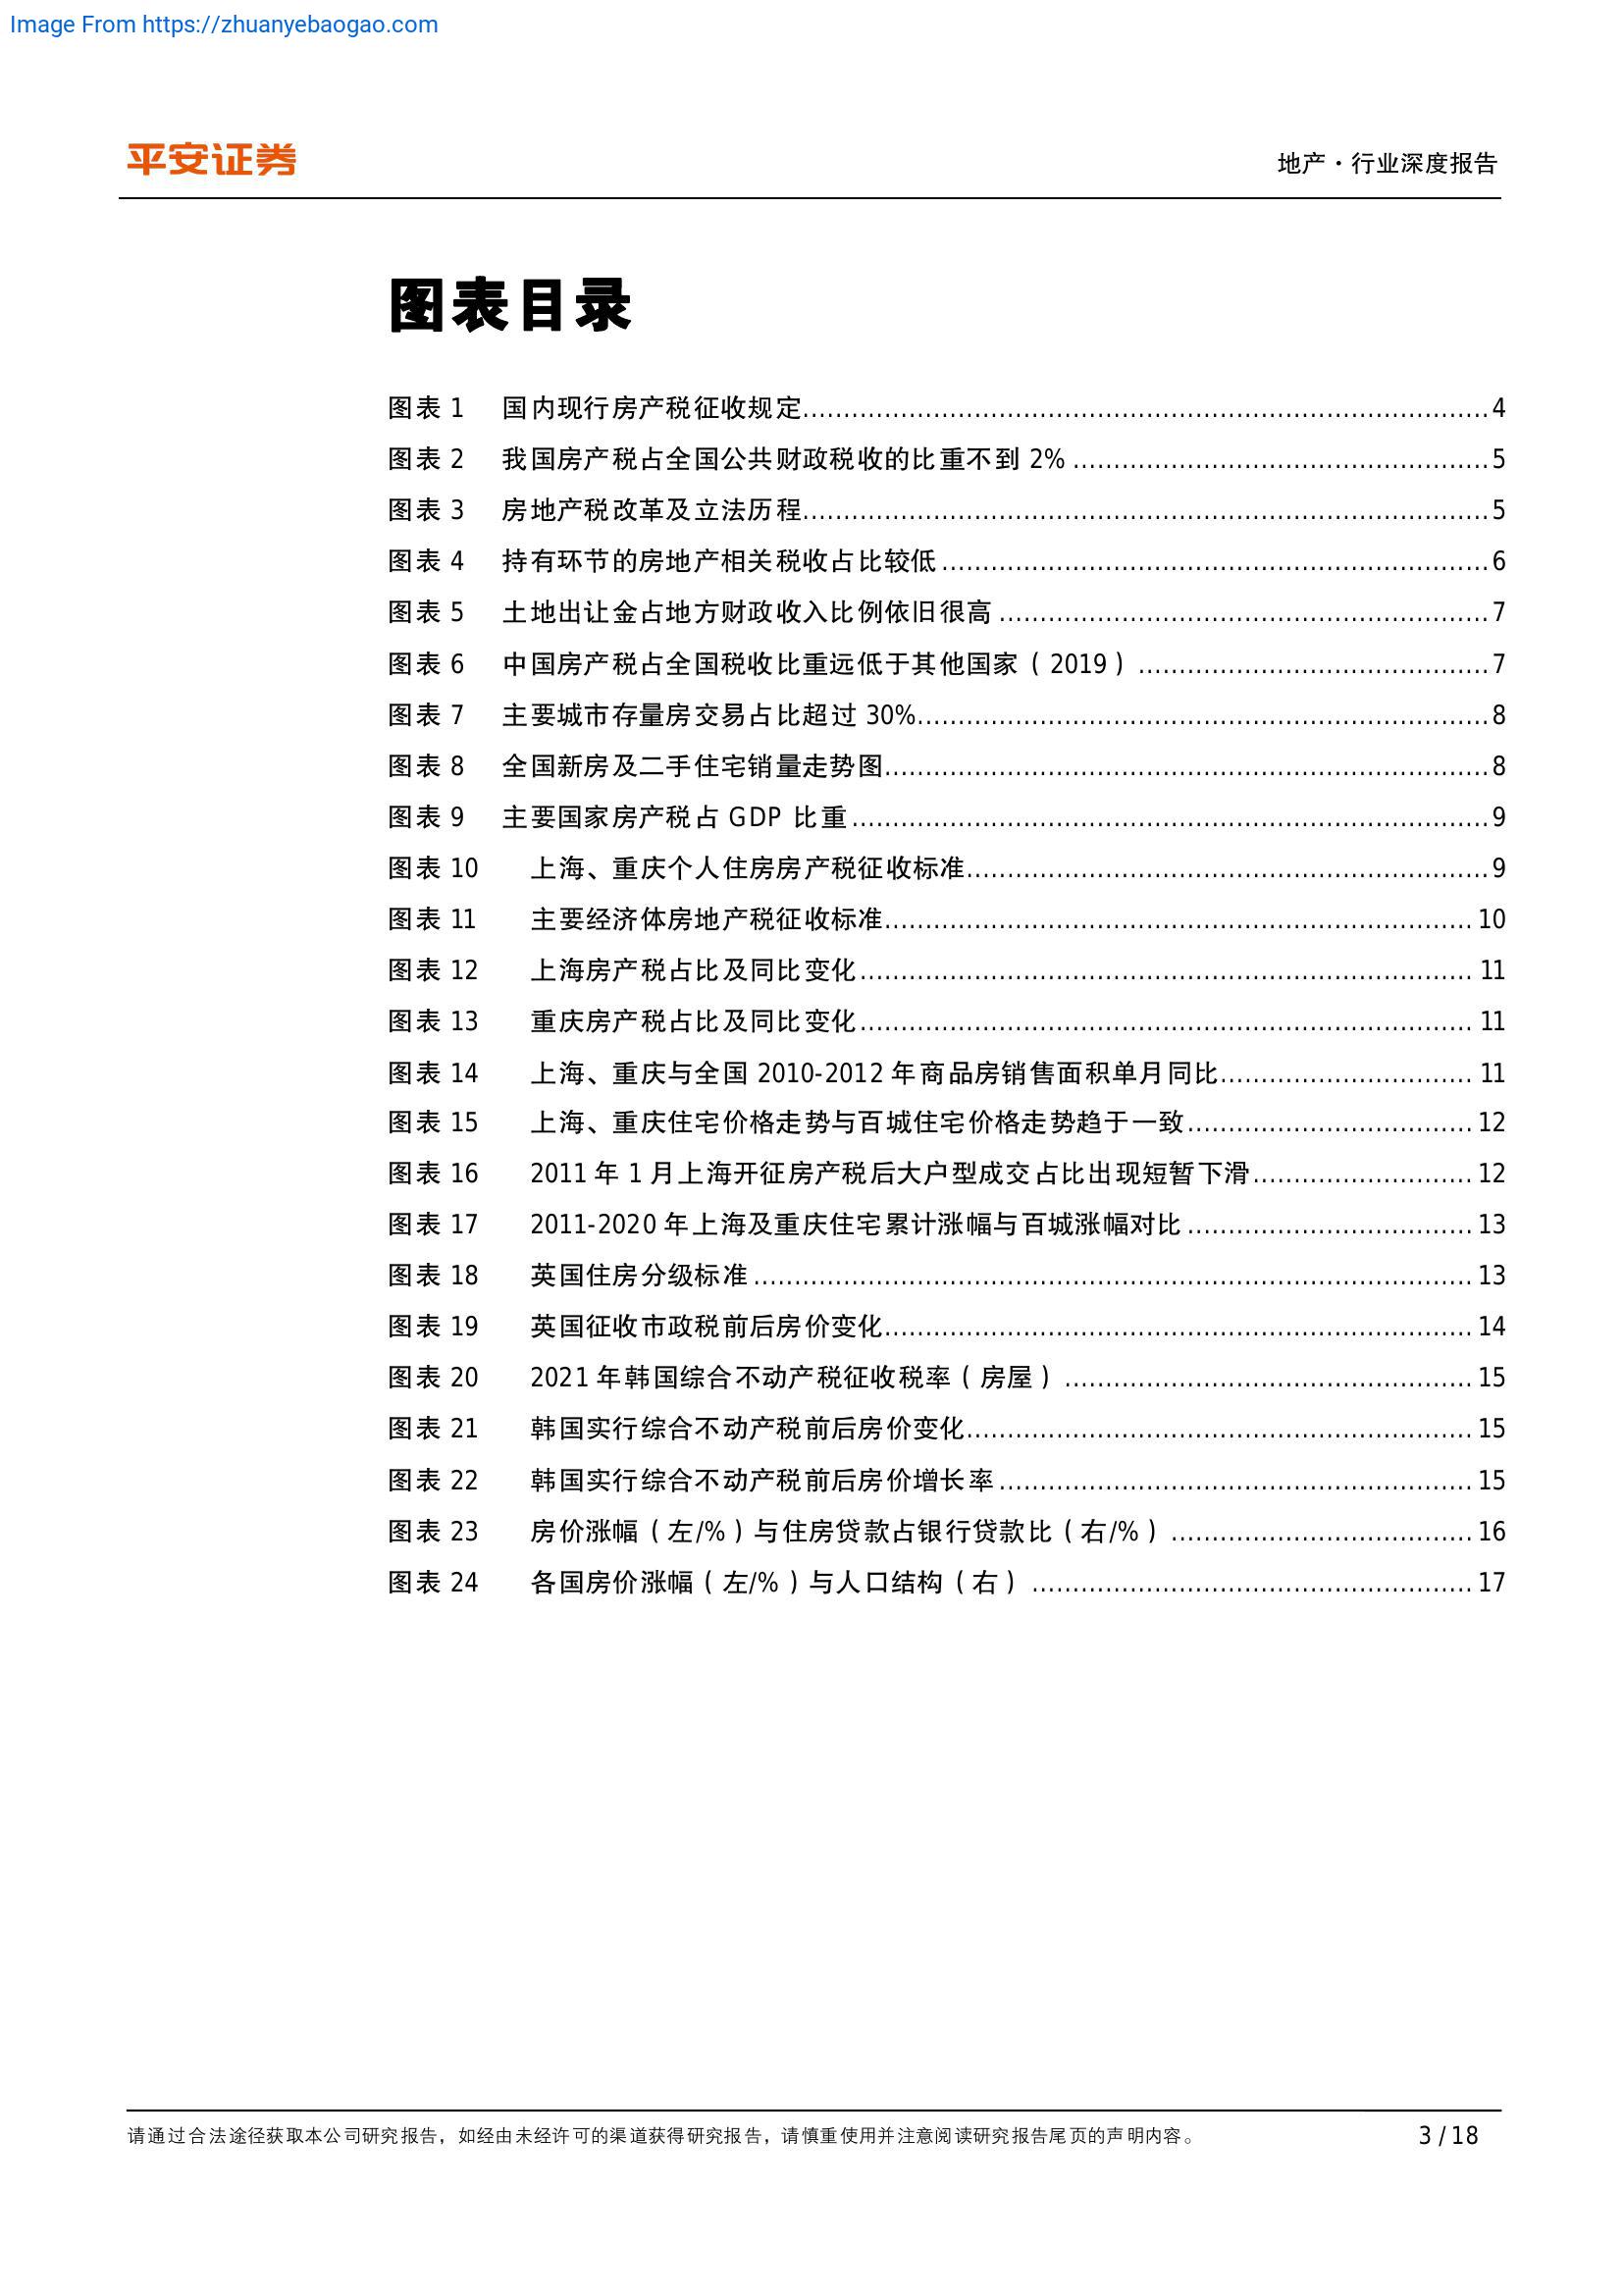 Image From https://zhuanyebaogao.com
平安证券
地产·行业深度报告
图表目录
图表 1 国内现行房产税征收规定 4
图表 2 我国房产税占全国公共财政税收的比重不到 2% 5
图表 3 房地产税改革及立法历程 5
图表 4 持有环节的房地产相关税收占比较低 6
图表 5 土地出让金占地方财政收入比例依旧很高 7
图表 6 中国房产税占全国税收比重远低于其他国家（2019） 7
图表 7 主要城市存量房交易占比超过 30% 8
图表 8 全国新房及二手住宅销量走势图 8
图表 9 主要国家房产税占 GDP 比重 9
图表 10 上海、重庆个人住房房产税征收标准 9
图表 11 主要经济体房地产税征收标准 10
图表 12 上海房产税占比及同比变化 11
图表 13 重庆房产税占比及同比变化 11
图表 14 上海、重庆与全国 2010-2012 年商品房销售面积单月同比 11
图表 15 上海、重庆住宅价格走势与百城住宅价格走势趋于一致 12
图表 16 2011 年 1 月上海开征房产税后大户型成交占比出现短暂下滑 12
图表 17 2011-2020 年上海及重庆住宅累计涨幅与百城涨幅对比 13
图表 18 英国住房分级标准 13
图表 19 英国征收市政税前后房价变化 14
图表 20 2021 年韩国综合不动产税征收税率（房屋） 15
图表 21 韩国实行综合不动产税前后房价变化 15
图表 22 韩国实行综合不动产税前后房价增长率 15
图表 23 房价涨幅（左/%）与住房贷款占银行贷款比（右/%） 16
图表 24 各国房价涨幅（左/%）与人口结构（右） 17
请通过合法途径获取本公司研究报告，如经由未经许可的渠道获得研究报告，请慎重使用并注意阅读研究报告尾页的声明内容。 3 / 18